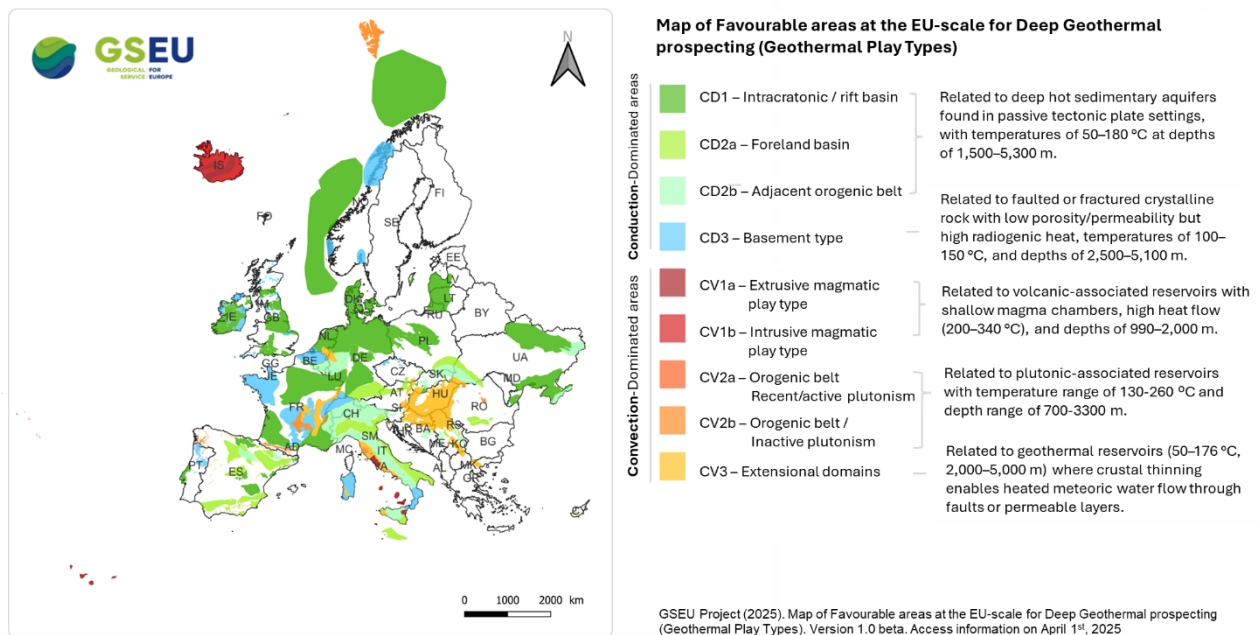 GSEU
GEOLOGICAL FOR
SERVICE EUROPE
N
IS
FO
NO
SE
FI
EE
LV
LT
RU
BY
DK
IM
IE
GB
NL
PL
DE
BE
GG
JE
LU
CZ
UA
SK
MD
FR
AT
HU
CH
SI
RO
HR
BA
RS
SM
ME
KO
BG
AD
MC
IT
VA
MK
AL
GR
PT
ES
0 1000 2000 km
Map of Favourable areas at the EU-scale for Deep Geothermal
prospecting (Geothermal Play Types)
Conduction-Dominated areas
CD1 – Intracratonic / rift basin
CD2a – Foreland basin
CD2b – Adjacent orogenic belt
CD3 – Basement type
Related to deep hot sedimentary aquifers
found in passive tectonic plate settings,
with temperatures of 50–180 ºC at depths
of 1,500–5,300 m.
Related to faulted or fractured crystalline
rock with low porosity/permeability but
high radiogenic heat, temperatures of 100–
150 ºC, and depths of 2,500–5,100 m.
Convection-Dominated areas
CV1a – Extrusive magmatic
play type
CV1b – Intrusive magmatic
play type
CV2a – Orogenic belt
Recent/active plutonism
CV2b – Orogenic belt /
Inactive plutonism
CV3 – Extensional domains
Related to volcanic-associated reservoirs with
shallow magma chambers, high heat flow
(200–340 ºC), and depths of 990–2,000 m.
Related to plutonic-associated reservoirs
with temperature range of 130-260 ºC and
depth range of 700-3300 m.
Related to geothermal reservoirs (50–176 ºC,
2,000–5,000 m) where crustal thinning
enables heated meteoric water flow through
faults or permeable layers.
GSEU Project (2025). Map of Favourable areas at the EU-scale for Deep Geothermal prospecting
(Geothermal Play Types). Version 1.0 beta. Access information on April 1st, 2025